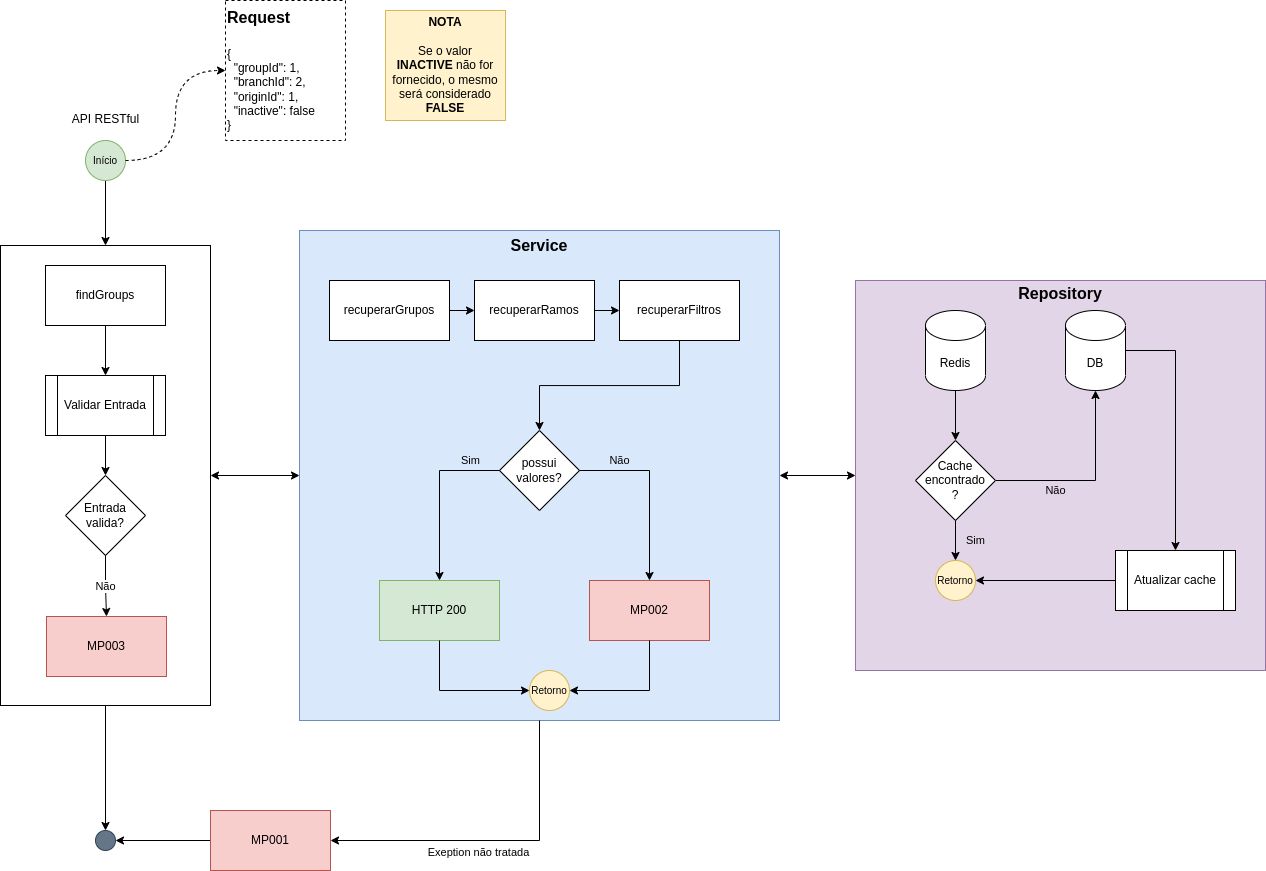 Request
{
"groupId": 1,
"branchId": 2,
"originId": 1,
"inactive": false
}
NOTA
Se o valor
INACTIVE não for
fornecido, o mesmo
será considerado
FALSE
API RESTful
Início
findGroups
Validar Entrada
Entrada
valida?
Não
MP003
Service
recuperarGrupos
recuperarRamos
recuperarFiltros
possui
valores?
Sim
Não
HTTP 200
MP002
Retorno
Repository
Redis
DB
Cache
encontrado
?
Não
Sim
Retorno
Atualizar cache
MP001
Exeption não tratada